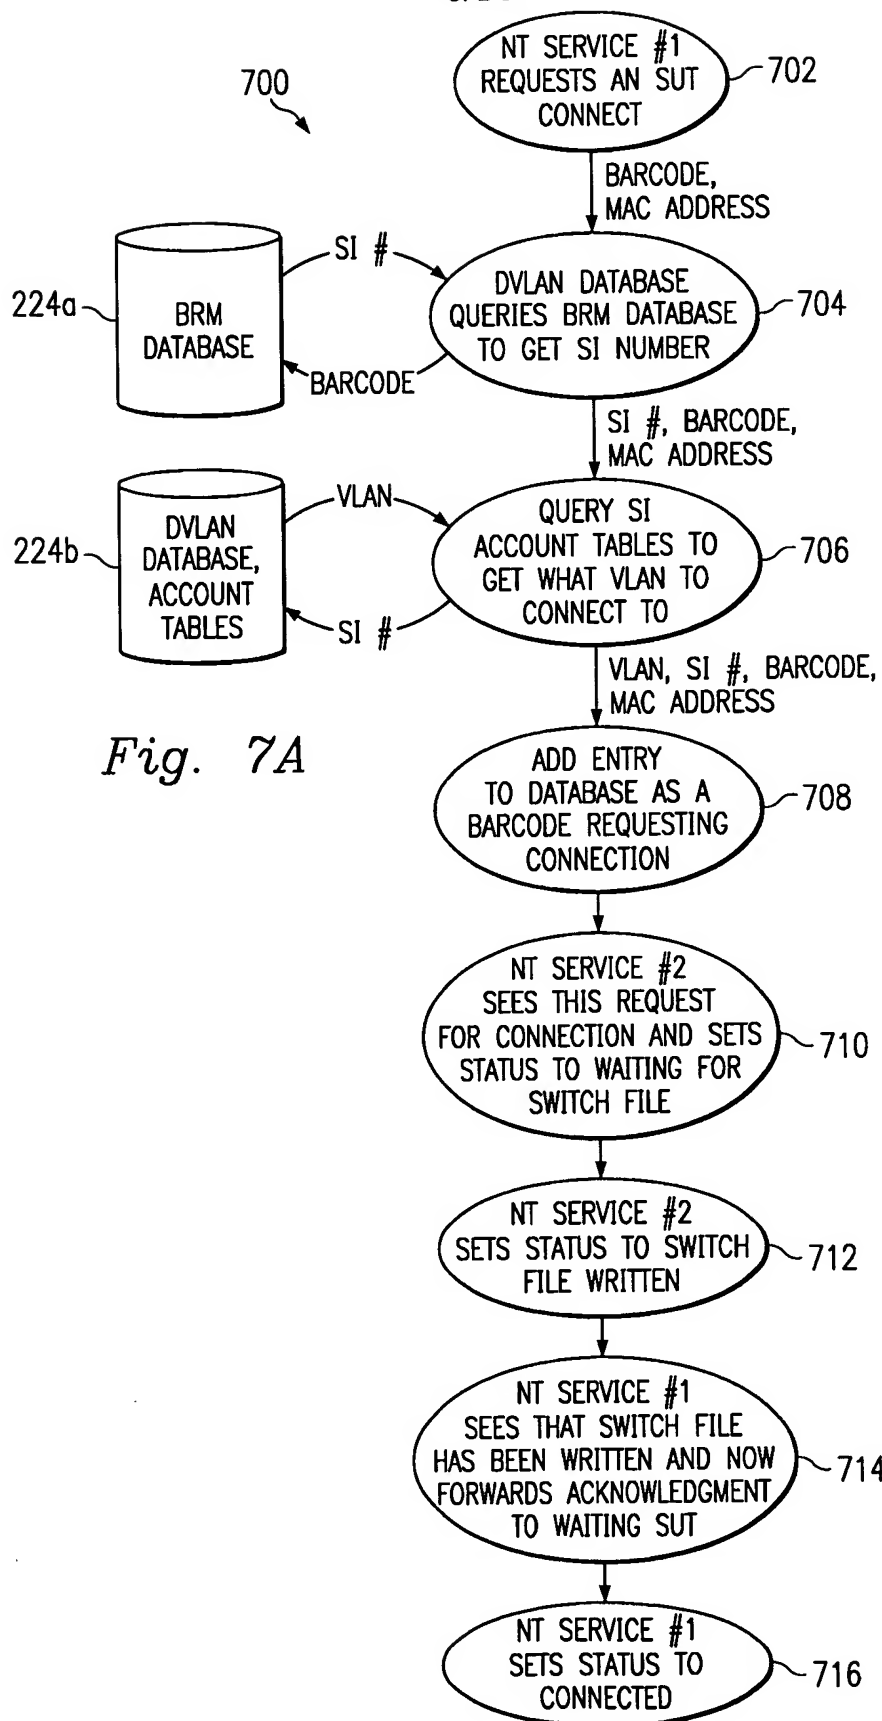 NT SERVICE #1
REQUESTS AN SUT
CONNECT
702
700
BARCODE,
MAC ADDRESS
SI #
224a
BRM
DATABASE
DVLAN DATABASE
QUERIES BRM DATABASE
TO GET SI NUMBER
704
BARCODE
SI #, BARCODE,
MAC ADDRESS
VLAN
224b
DVLAN
DATABASE,
ACCOUNT
TABLES
QUERY SI
ACCOUNT TABLES TO
GET WHAT VLAN TO
CONNECT TO
706
SI #
VLAN, SI #, BARCODE,
MAC ADDRESS
Fig. 7A
ADD ENTRY
TO DATABASE AS A
BARCODE REQUESTING
CONNECTION
708
NT SERVICE #2
SEES THIS REQUEST
FOR CONNECTION AND SETS
STATUS TO WAITING FOR
SWITCH FILE
710
NT SERVICE #2
SETS STATUS TO SWITCH
FILE WRITTEN
712
NT SERVICE #1
SEES THAT SWITCH FILE
HAS BEEN WRITTEN AND NOW
FORWARDS ACKNOWLEDGMENT
TO WAITING SUT
714
NT SERVICE #1
SETS STATUS TO
CONNECTED
716